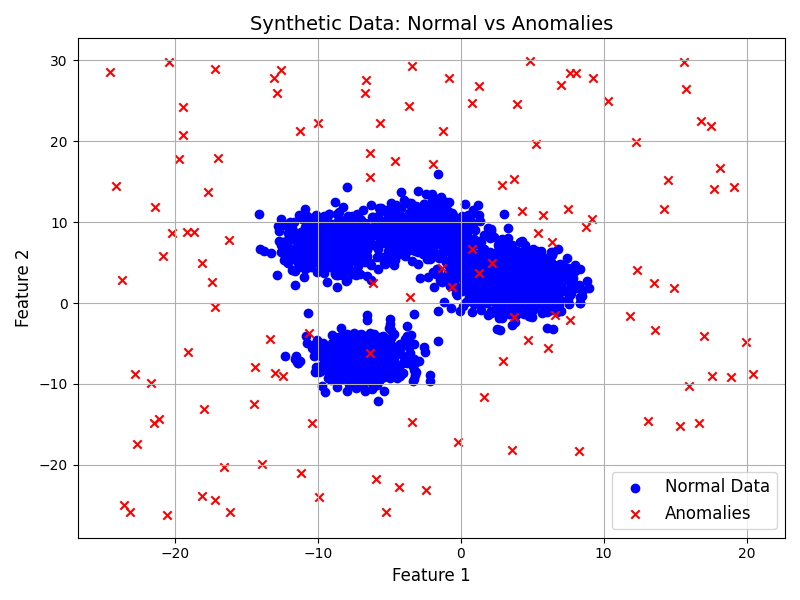 Synthetic Data: Normal vs Anomalies
30
20
10
0
−10
−20
Feature 2
−20
−10
0
10
20
Feature 1
Normal Data
Anomalies